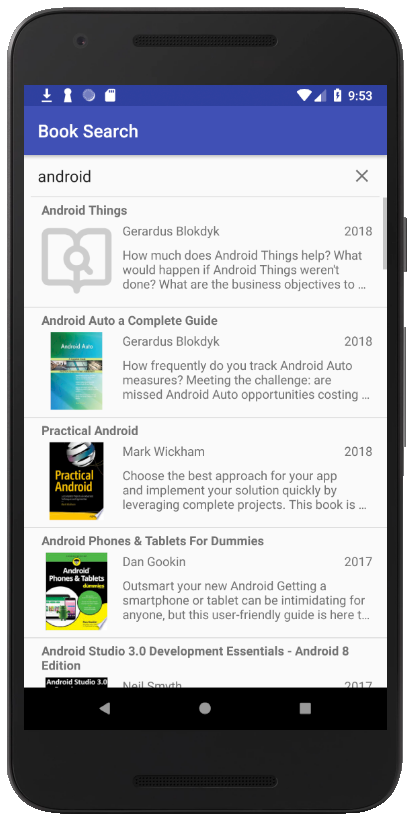 9:53
Book Search
android
Android Things
Gerardus Blokdyk 2018
How much does Android Things help? What
would happen if Android Things weren't
done? What are the business objectives to ...
Android Auto a Complete Guide
Android Auto
Gerardus Blokdyk 2018
How frequently do you track Android Auto
measures? Meeting the challenge: are
missed Android Auto opportunities costing ...
Practical Android
Practical
Android
Mark Wickham 2018
Choose the best approach for your app
and implement your solution quickly by
leveraging complete projects. This book is ...
Android Phones & Tablets For Dummies
Android
Phones & Tablets
dummies
Dan Gookin 2017
Outsmart your new Android Getting a
smartphone or tablet can be intimidating for
anyone, but this user-friendly guide is here t...
Android Studio 3.0 Development Essentials - Android 8
Edition
Android Studio 3.0
Neil Smyth 2017